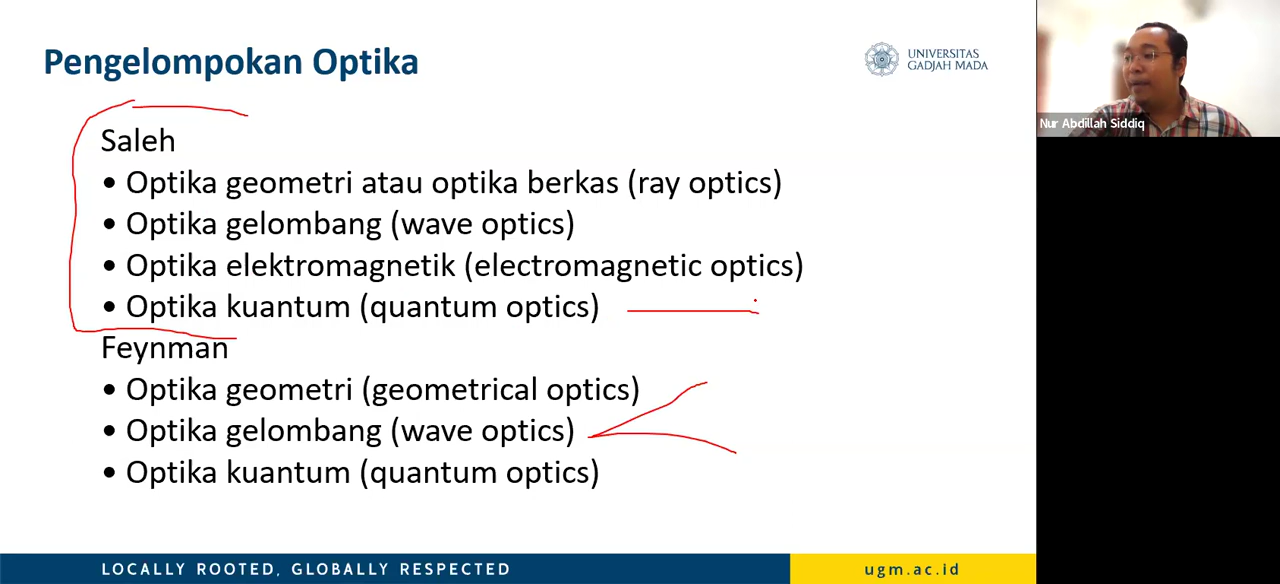 Pengelompokan Optika
UNIVERSITAS
GADJAH MADA
Nur Abdillah Siddiq
Saleh
• Optika geometri atau optika berkas (ray optics)
• Optika gelombang (wave optics)
• Optika elektromagnetik (electromagnetic optics)
• Optika kuantum (quantum optics)
Feynman
• Optika geometri (geometrical optics)
• Optika gelombang (wave optics)
• Optika kuantum (quantum optics)
LOCALLY ROOTED, GLOBALLY RESPECTED
ugm.ac.id